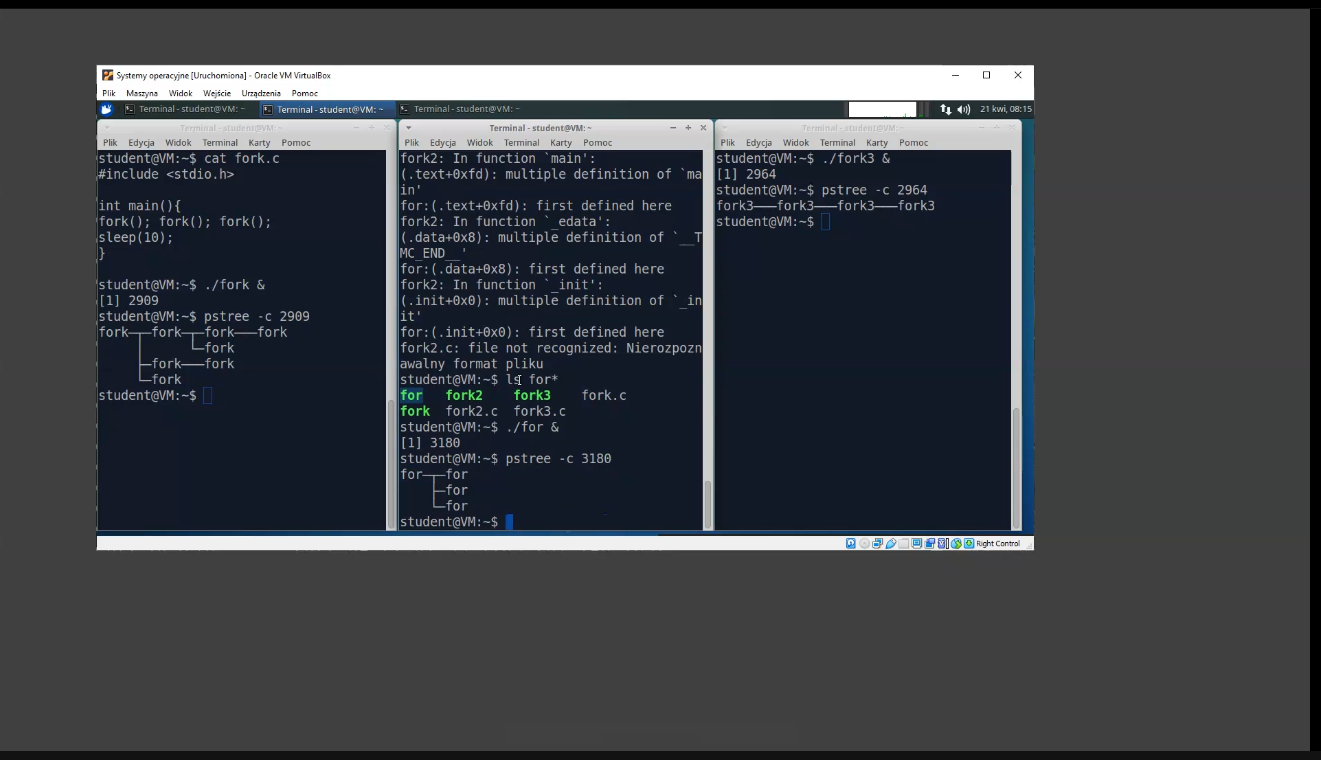 Systemy operacyjne [Uruchomiona] - Oracle VM VirtualBox
Plik Maszyna Widok Wejście Urządzenia Pomoc
Terminal - student@VM: ~ Terminal - student@VM: ~ Terminal - student@VM: ~ 21 kwi, 08:15
Terminal - student@VM: ~
Plik Edycja Widok Terminal Karty Pomoc
student@VM:~$ cat fork.c
#include <stdio.h>

int main(){
fork(); fork(); fork();
sleep(10);
}

student@VM:~$ ./fork &
[1] 2909
student@VM:~$ pstree -c 2909
fork─┬─fork─┬─fork───fork
     │      └─fork
     ├─fork───fork
     └─fork
student@VM:~$
Terminal - student@VM: ~
Plik Edycja Widok Terminal Karty Pomoc
fork2: In function `main':
(.text+0xfd): multiple definition of `ma
in'
for:(.text+0xfd): first defined here
fork2: In function `_edata':
(.data+0x8): multiple definition of `__T
MC_END__'
for:(.data+0x8): first defined here
fork2: In function `_init':
(.init+0x0): multiple definition of `_in
it'
for:(.init+0x0): first defined here
fork2.c: file not recognized: Nierozpozn
awalny format pliku
student@VM:~$ ls for*
for fork2 fork3 fork.c
fork fork2.c fork3.c
student@VM:~$ ./for &
[1] 3180
student@VM:~$ pstree -c 3180
for─┬─for
    ├─for
    └─for
student@VM:~$
Terminal - student@VM: ~
Plik Edycja Widok Terminal Karty Pomoc
student@VM:~$ ./fork3 &
[1] 2964
student@VM:~$ pstree -c 2964
fork3───fork3───fork3───fork3
student@VM:~$
Right Control